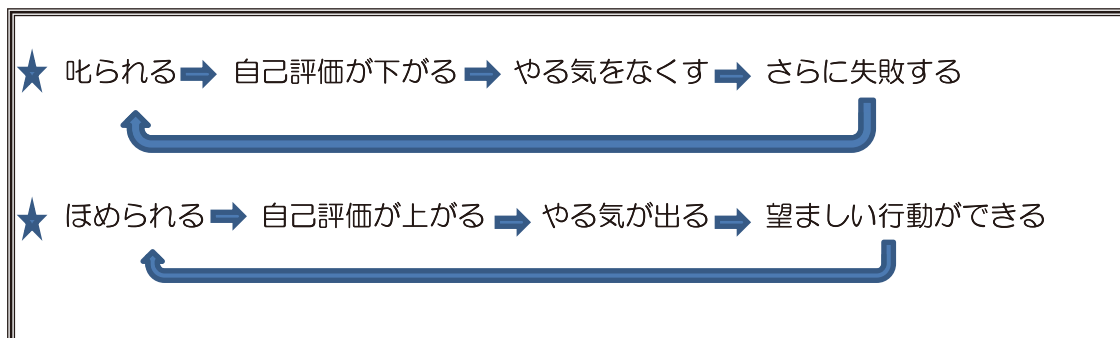 ★ 叱られる➡ 自己評価が下がる➡ やる気をなくす➡ さらに失敗する
★ ほめられる➡ 自己評価が上がる➡ やる気が出る➡ 望ましい行動ができる